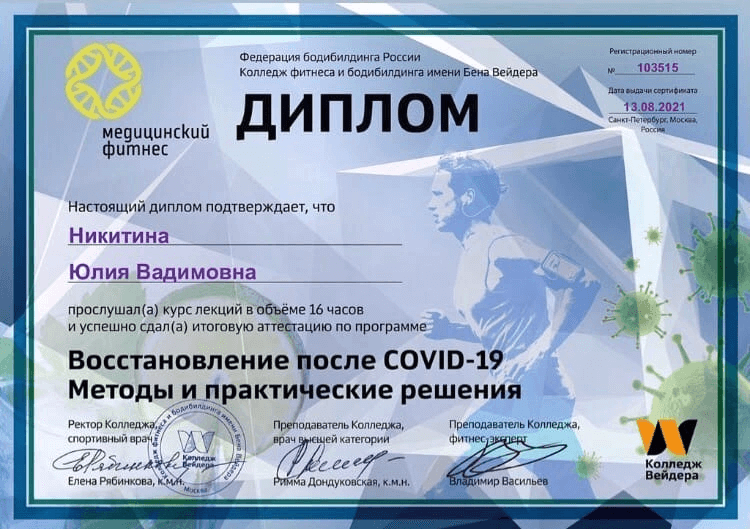 медицинский
фитнес
Федерация бодибилдинга России
Колледж фитнеса и бодибилдинга имени Бена Вейдера
ДИПЛОМ
Регистрационный номер
№ 103515
Дата выдачи сертификата
13.08.2021
Санкт-Петербург, Москва,
Россия
Настоящий диплом подтверждает, что
Никитина
Юлия Вадимовна
прослушал(а) курс лекций в объёме 16 часов
и успешно сдал(а) итоговую аттестацию по программе
Восстановление после COVID-19
Методы и практические решения
Ректор Колледжа,
спортивный врач
Елена Рябинкова, к.м.н.
Преподаватель Колледжа,
врач высшей категории
Римма Дондуковская, к.м.н.
Преподаватель Колледжа,
фитнес-эксперт
Владимир Васильев
Колледж фитнеса и бодибилдинга имени Бена Вейдера
Колледж
Вейдера
Москва
Колледж
Вейдера